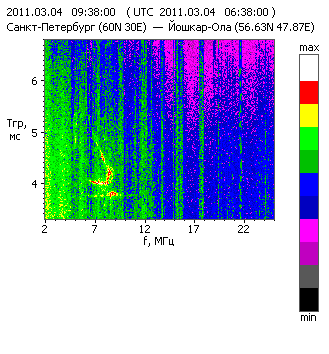 2011.03.04 09:38:00 ( UTC 2011.03.04 06:38:00 )
Санкт-Петербург (60N 30E) — Йошкар-Ола (56.63N 47.87E)
max
6
Tгр,
мс
5
4
2
7
12
17
22
f, МГц
min